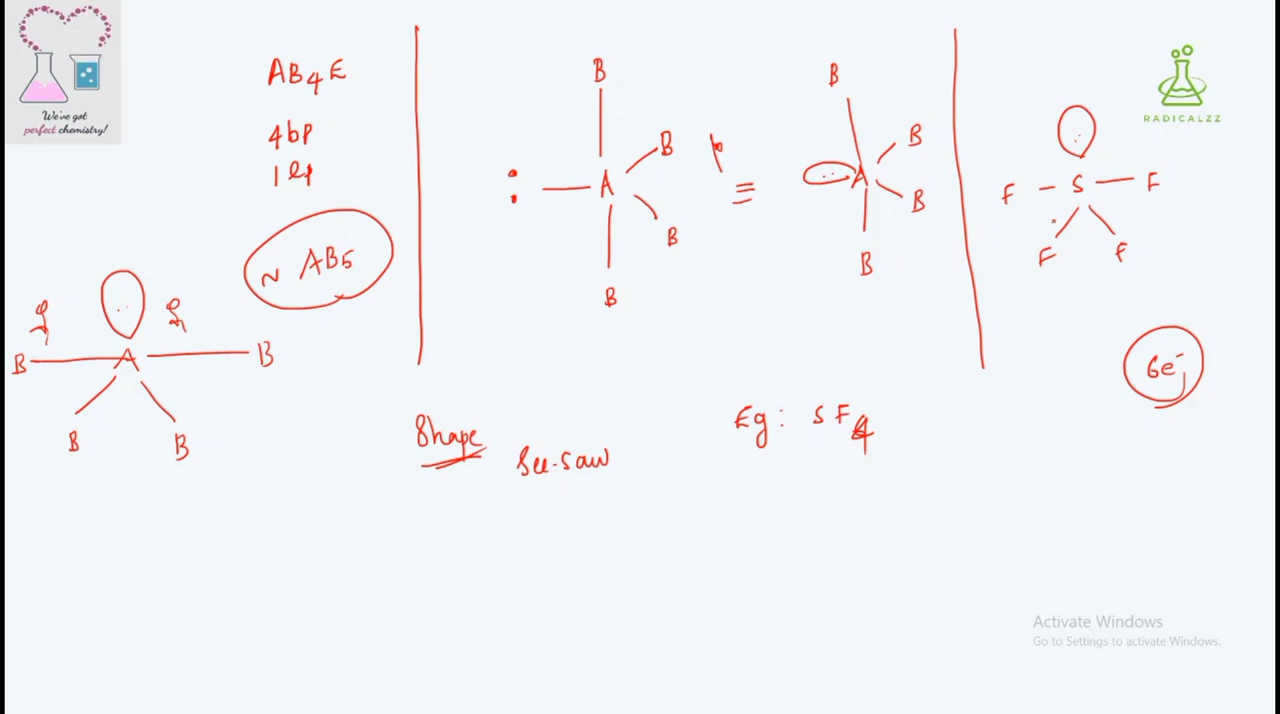 We've got
perfect chemistry!
AB4E
4bp
1lp
~ AB5
B
B
A
B
B
B
: A
B
B
B
≡
B
B
A
B
B
RADICALZZ
F S F
F F
6e-
Shape
See-saw
Eg: SF4
Activate Windows
Go to Settings to activate Windows.